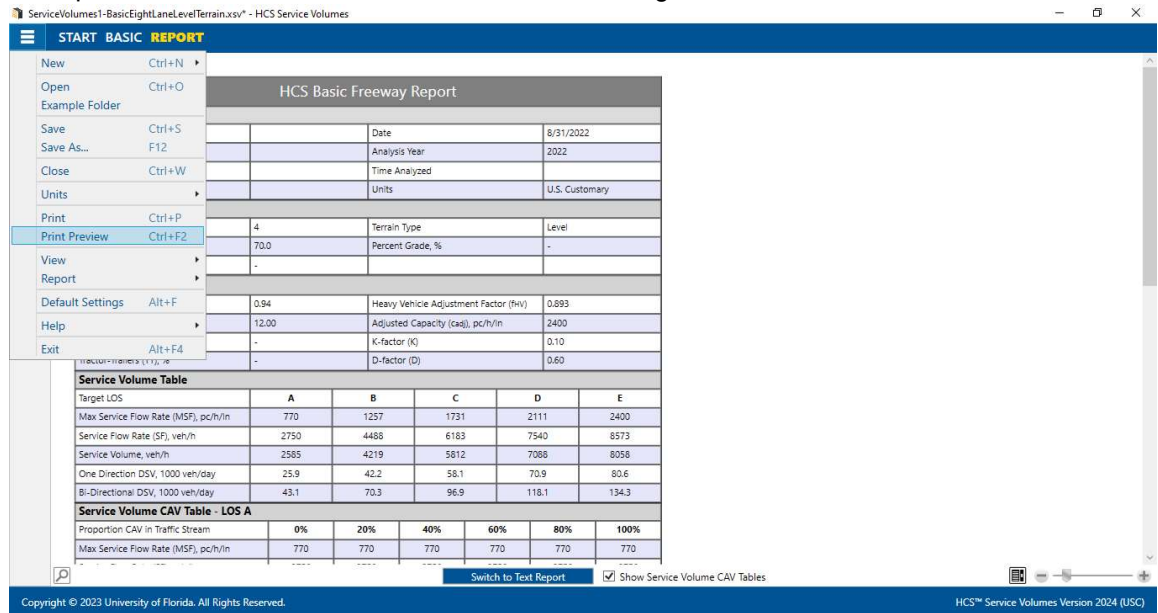 ServiceVolumes1-BasicEightLaneLevelTerrain.xsv* - HCS Service Volumes
START BASIC REPORT
New Ctrl+N
Open Ctrl+O
Example Folder
Save Ctrl+S
Save As... F12
Close Ctrl+W
Units
Print Ctrl+P
Print Preview Ctrl+F2
View
Report
Default Settings Alt+F
Help
Exit Alt+F4
HCS Basic Freeway Report
Date 8/31/2022
Analysis Year 2022
Time Analyzed
Units U.S. Customary
4 Terrain Type Level
70.0 Percent Grade, % -
-
0.94 Heavy Vehicle Adjustment Factor (fHV) 0.893
12.00 Adjusted Capacity (cadj), pc/h/ln 2400
- K-factor (K) 0.10
Tractor-Trailers (TT), % - D-factor (D) 0.60
Service Volume Table
Target LOS A B C D E
Max Service Flow Rate (MSF), pc/h/ln 770 1257 1731 2111 2400
Service Flow Rate (SF), veh/h 2750 4488 6183 7540 8573
Service Volume, veh/h 2585 4219 5812 7088 8058
One Direction DSV, 1000 veh/day 25.9 42.2 58.1 70.9 80.6
Bi-Directional DSV, 1000 veh/day 43.1 70.3 96.9 118.1 134.3
Service Volume CAV Table - LOS A
Proportion CAV in Traffic Stream 0% 20% 40% 60% 80% 100%
Max Service Flow Rate (MSF), pc/h/ln 770 770 770 770 770 770
Switch to Text Report Show Service Volume CAV Tables
Copyright © 2023 University of Florida. All Rights Reserved. HCS™ Service Volumes Version 2024 (USC)